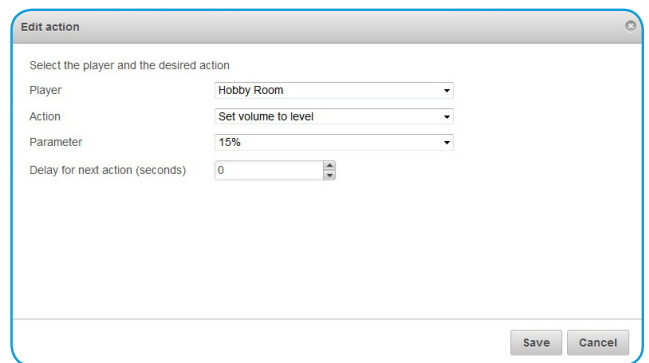 Edit action
Select the player and the desired action
Player Hobby Room
Action Set volume to level
Parameter 15%
Delay for next action (seconds) 0
Save Cancel